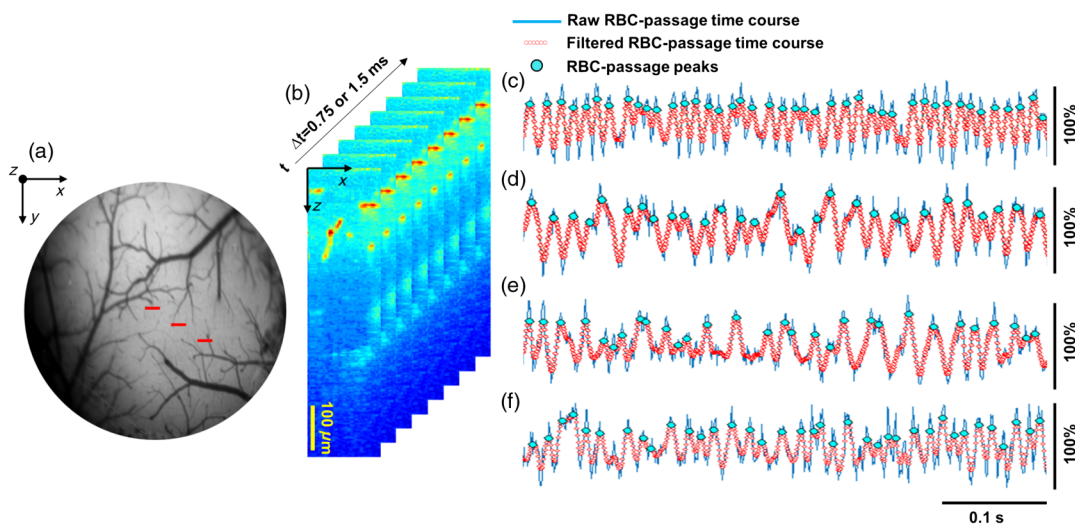 Raw RBC-passage time course
Filtered RBC-passage time course
RBC-passage peaks
(a)
z
x
y
(b)
t Δt=0.75 or 1.5 ms
x
z
100 μm
(c)
100%
(d)
100%
(e)
100%
(f)
100%
0.1 s